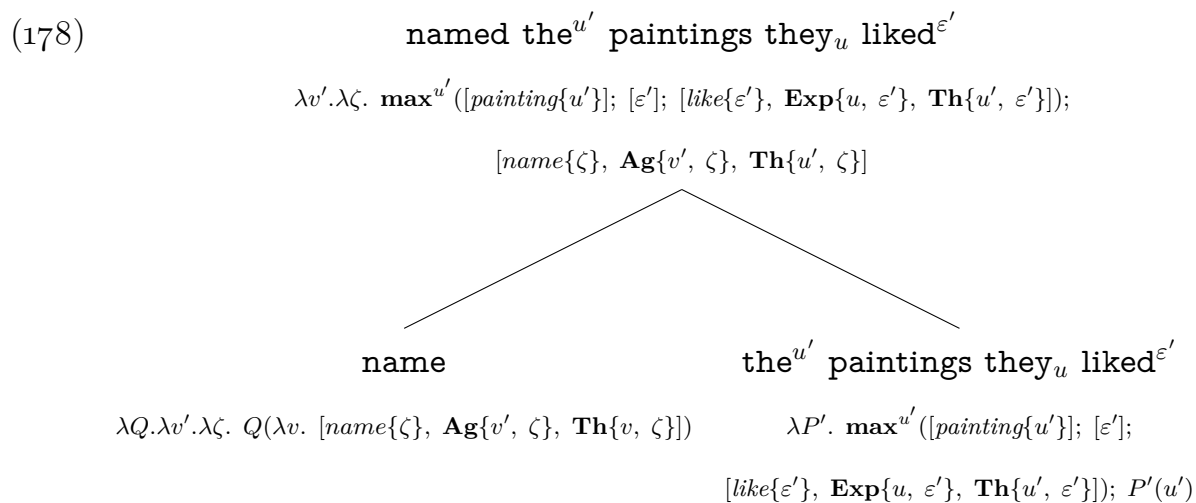 (178) named the^{u′} paintings they_u liked^{ε′}
λv′.λζ. max^{u′}([painting{u′}]; [ε′]; [like{ε′}, Exp{u, ε′}, Th{u′, ε′}]);
[name{ζ}, Ag{v′, ζ}, Th{u′, ζ}]
name the^{u′} paintings they_u liked^{ε′}
λQ.λv′.λζ. Q(λv. [name{ζ}, Ag{v′, ζ}, Th{v, ζ}]) λP′. max^{u′}([painting{u′}]; [ε′];
[like{ε′}, Exp{u, ε′}, Th{u′, ε′}]); P′(u′)